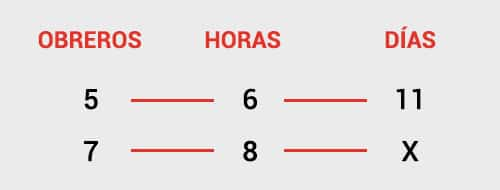 OBREROS HORAS DÍAS
5 6 11
7 8 X